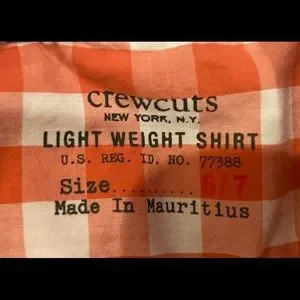 crewcuts
NEW YORK, N.Y.
LIGHT WEIGHT SHIRT
U.S. REG. ID. NO. 77388
Size.......... 6/7
Made In Mauritius